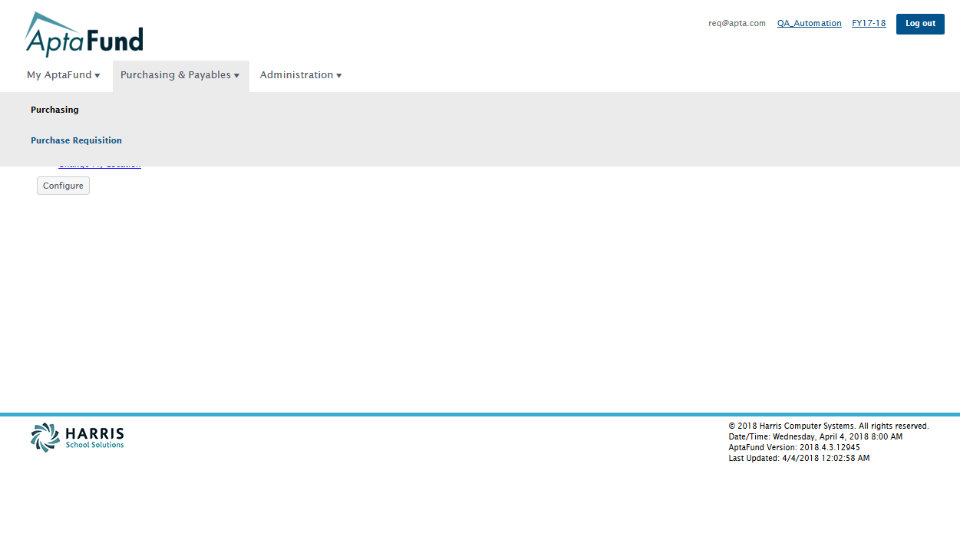 AptaFund
req@apta.com QA_Automation FY17-18 Log out
My AptaFund Purchasing & Payables Administration
Purchasing
Purchase Requisition
Configure
HARRIS
School Solutions
© 2018 Harris Computer Systems. All rights reserved.
Date/Time: Wednesday, April 4, 2018 8:00 AM
AptaFund Version: 2018.4.3.12945
Last Updated: 4/4/2018 12:02:58 AM